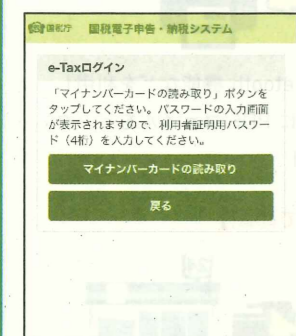 国税庁 国税電子申告・納税システム
e-Taxログイン
「マイナンバーカードの読み取り」ボタンを
タップしてください。パスワードの入力画面
が表示されますので、利用者証明用パスワー
ド（4桁）を入力してください。
マイナンバーカードの読み取り
戻る